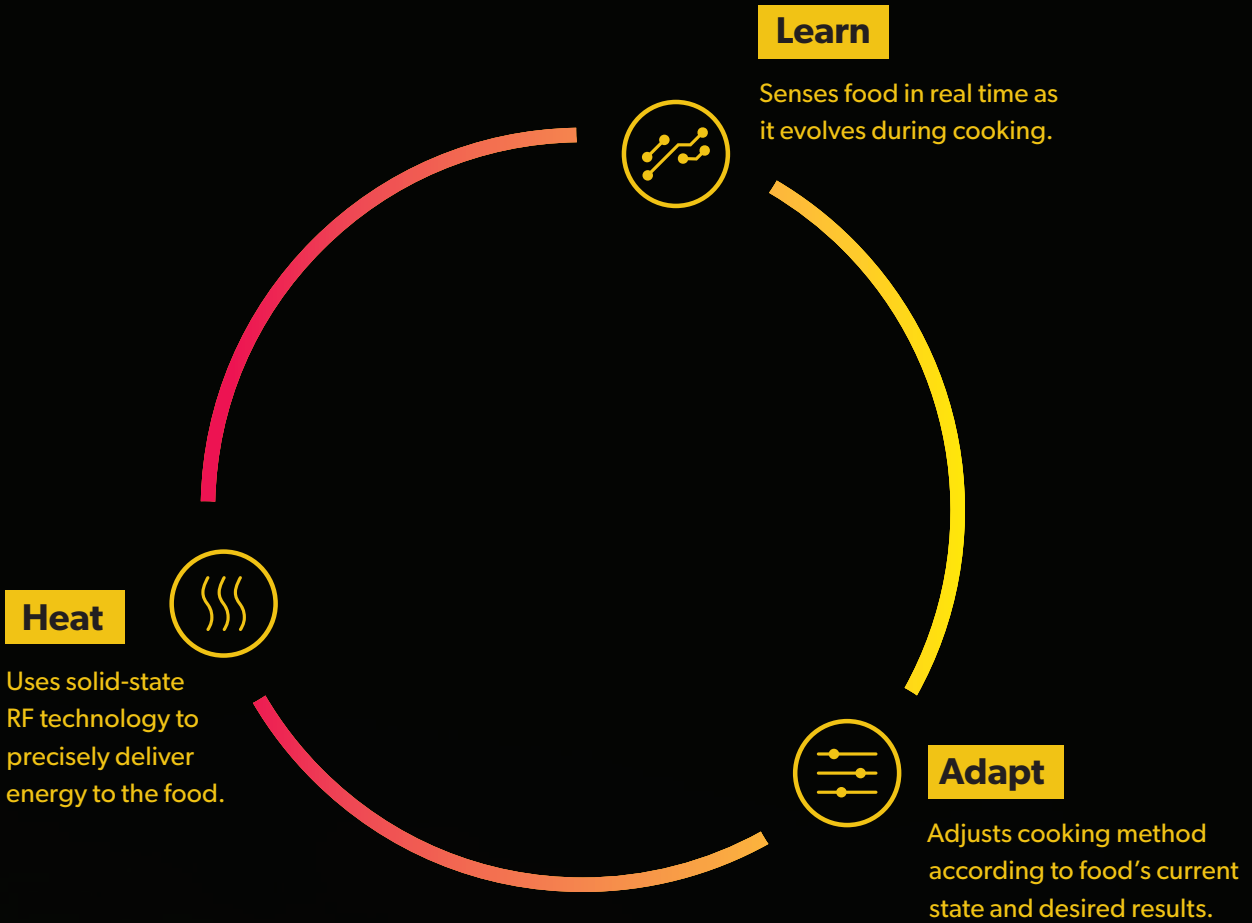 Learn
Senses food in real time as
it evolves during cooking.
Heat
Uses solid-state
RF technology to
precisely deliver
energy to the food.
Adapt
Adjusts cooking method
according to food’s current
state and desired results.